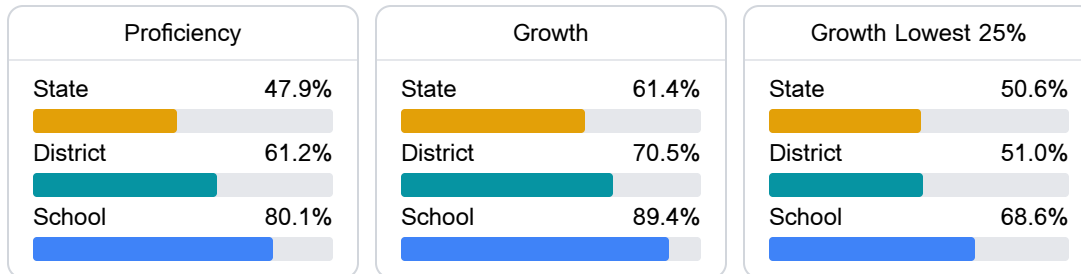 Proficiency
State 47.9%
District 61.2%
School 80.1%
Growth
State 61.4%
District 70.5%
School 89.4%
Growth Lowest 25%
State 50.6%
District 51.0%
School 68.6%